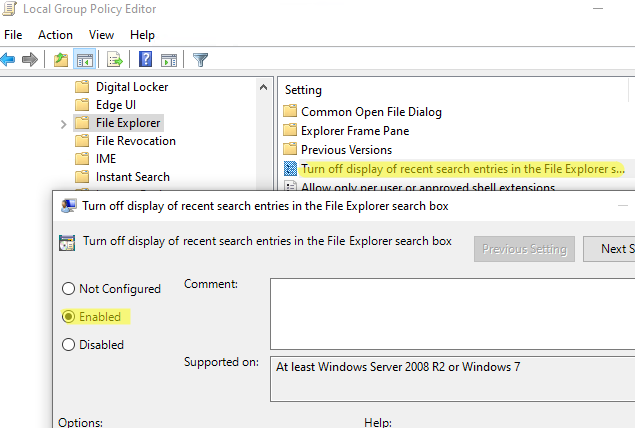 Local Group Policy Editor
File Action View Help
Digital Locker
Edge UI
File Explorer
File Revocation
IME
Instant Search
Setting
Common Open File Dialog
Explorer Frame Pane
Previous Versions
Turn off display of recent search entries in the File Explorer s...
Allow only per user or approved shell extensions
Turn off display of recent search entries in the File Explorer search box
Turn off display of recent search entries in the File Explorer search box
Previous Setting
Next S
Not Configured
Enabled
Disabled
Comment:
Supported on:
At least Windows Server 2008 R2 or Windows 7
Options:
Help: